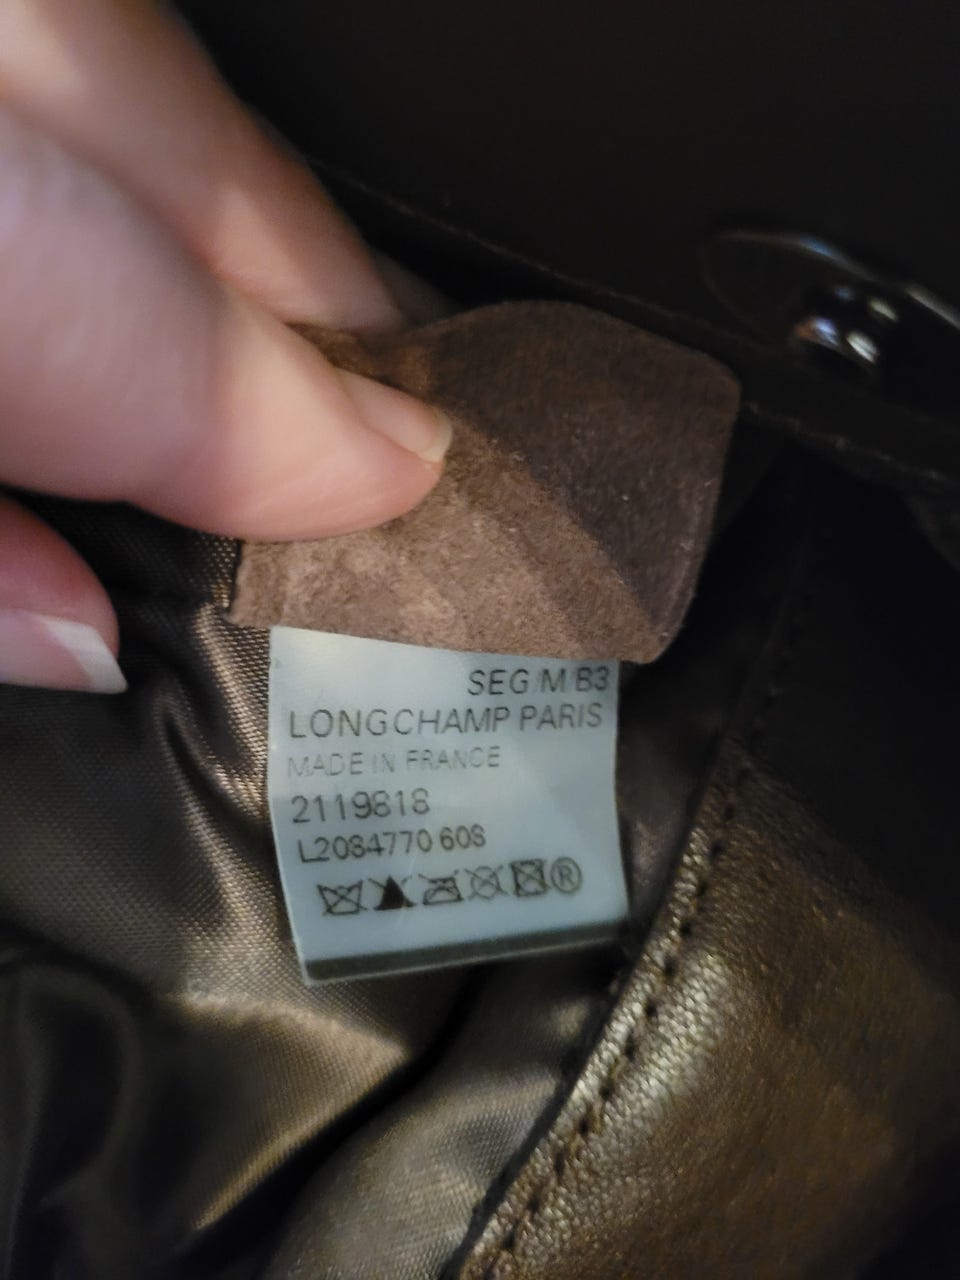 SEG M B3
LONGCHAMP PARIS
MADE IN FRANCE
2119818
L2084770 608
®